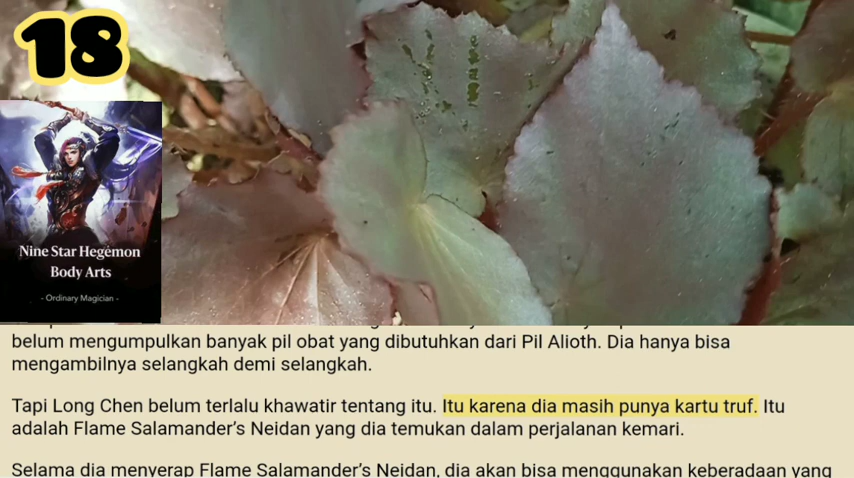 18
Nine Star Hegemon
Body Arts
- Ordinary Magician -
belum mengumpulkan banyak pil obat yang dibutuhkan dari Pil Alioth. Dia hanya bisa
mengambilnya selangkah demi selangkah.
Tapi Long Chen belum terlalu khawatir tentang itu. Itu karena dia masih punya kartu truf. Itu
adalah Flame Salamander’s Neidan yang dia temukan dalam perjalanan kemari.
Selama dia menyerap Flame Salamander’s Neidan, dia akan bisa menggunakan keberadaan yang